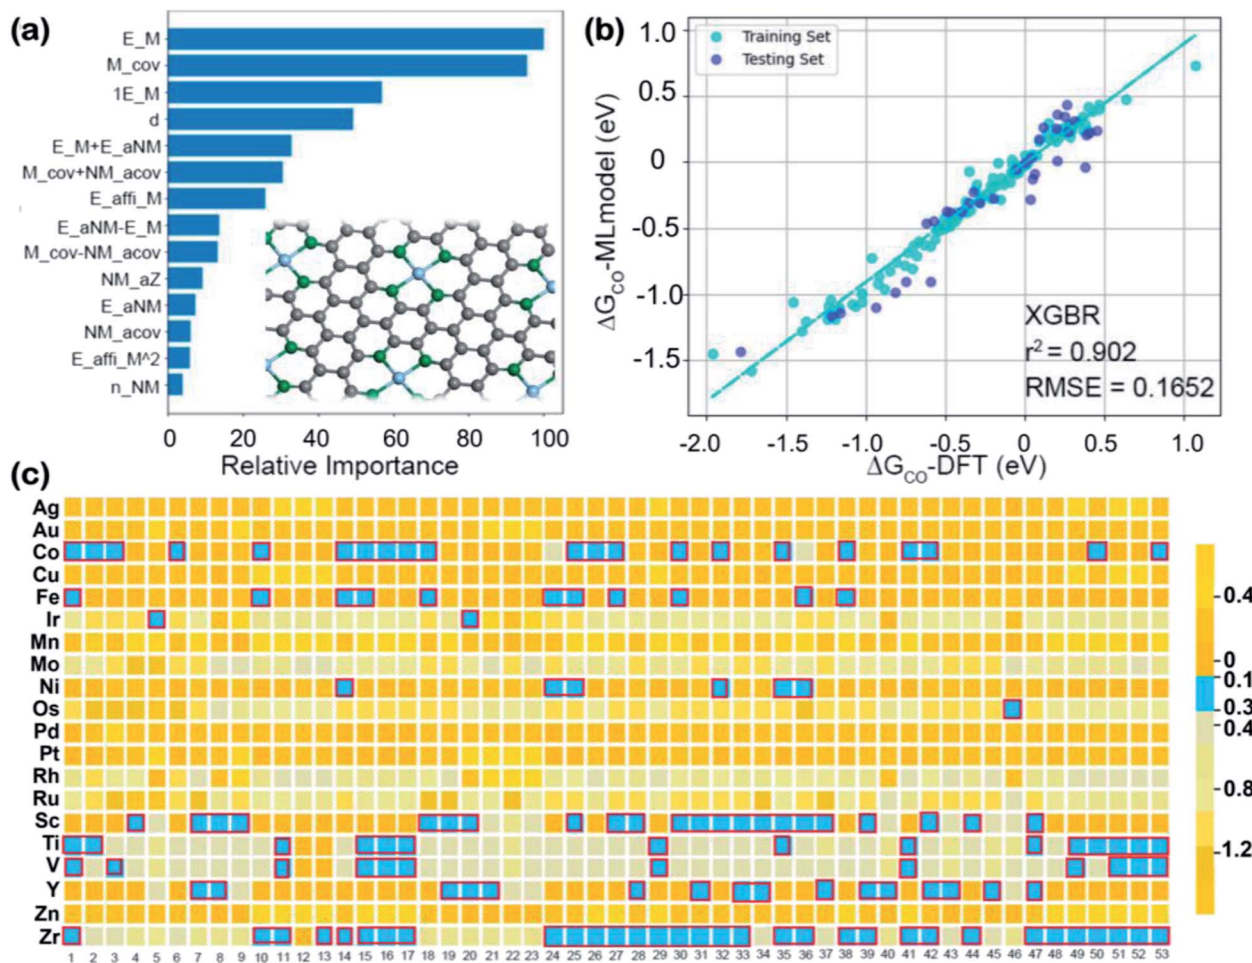 (a)
E_M
M_cov
1E_M
d
E_M+E_aNM
M_cov+NM_acov
E_affi_M
E_aNM-E_M
M_cov-NM_acov
NM_aZ
E_aNM
NM_acov
E_affi_M^2
n_NM
0 20 40 60 80 100
Relative Importance
(b)
Training Set
Testing Set
1.0
0.5
0
-0.5
-1.0
-1.5
ΔG_CO-MLmodel (eV)
XGBR
r² = 0.902
RMSE = 0.1652
-2.0 -1.5 -1.0 -0.5 0 0.5 1.0
ΔG_CO-DFT (eV)
(c)
Ag
Au
Co
Cu
Fe
Ir
Mn
Mo
Ni
Os
Pd
Pt
Rh
Ru
Sc
Ti
V
Y
Zn
Zr
1 2 3 4 5 6 7 8 9 10 11 12 13 14 15 16 17 18 19 20 21 22 23 24 25 26 27 28 29 30 31 32 33 34 35 36 37 38 39 40 41 42 43 44 45 46 47 48 49 50 51 52 53
0.4
0
-0.1
-0.3
-0.4
-0.8
-1.2